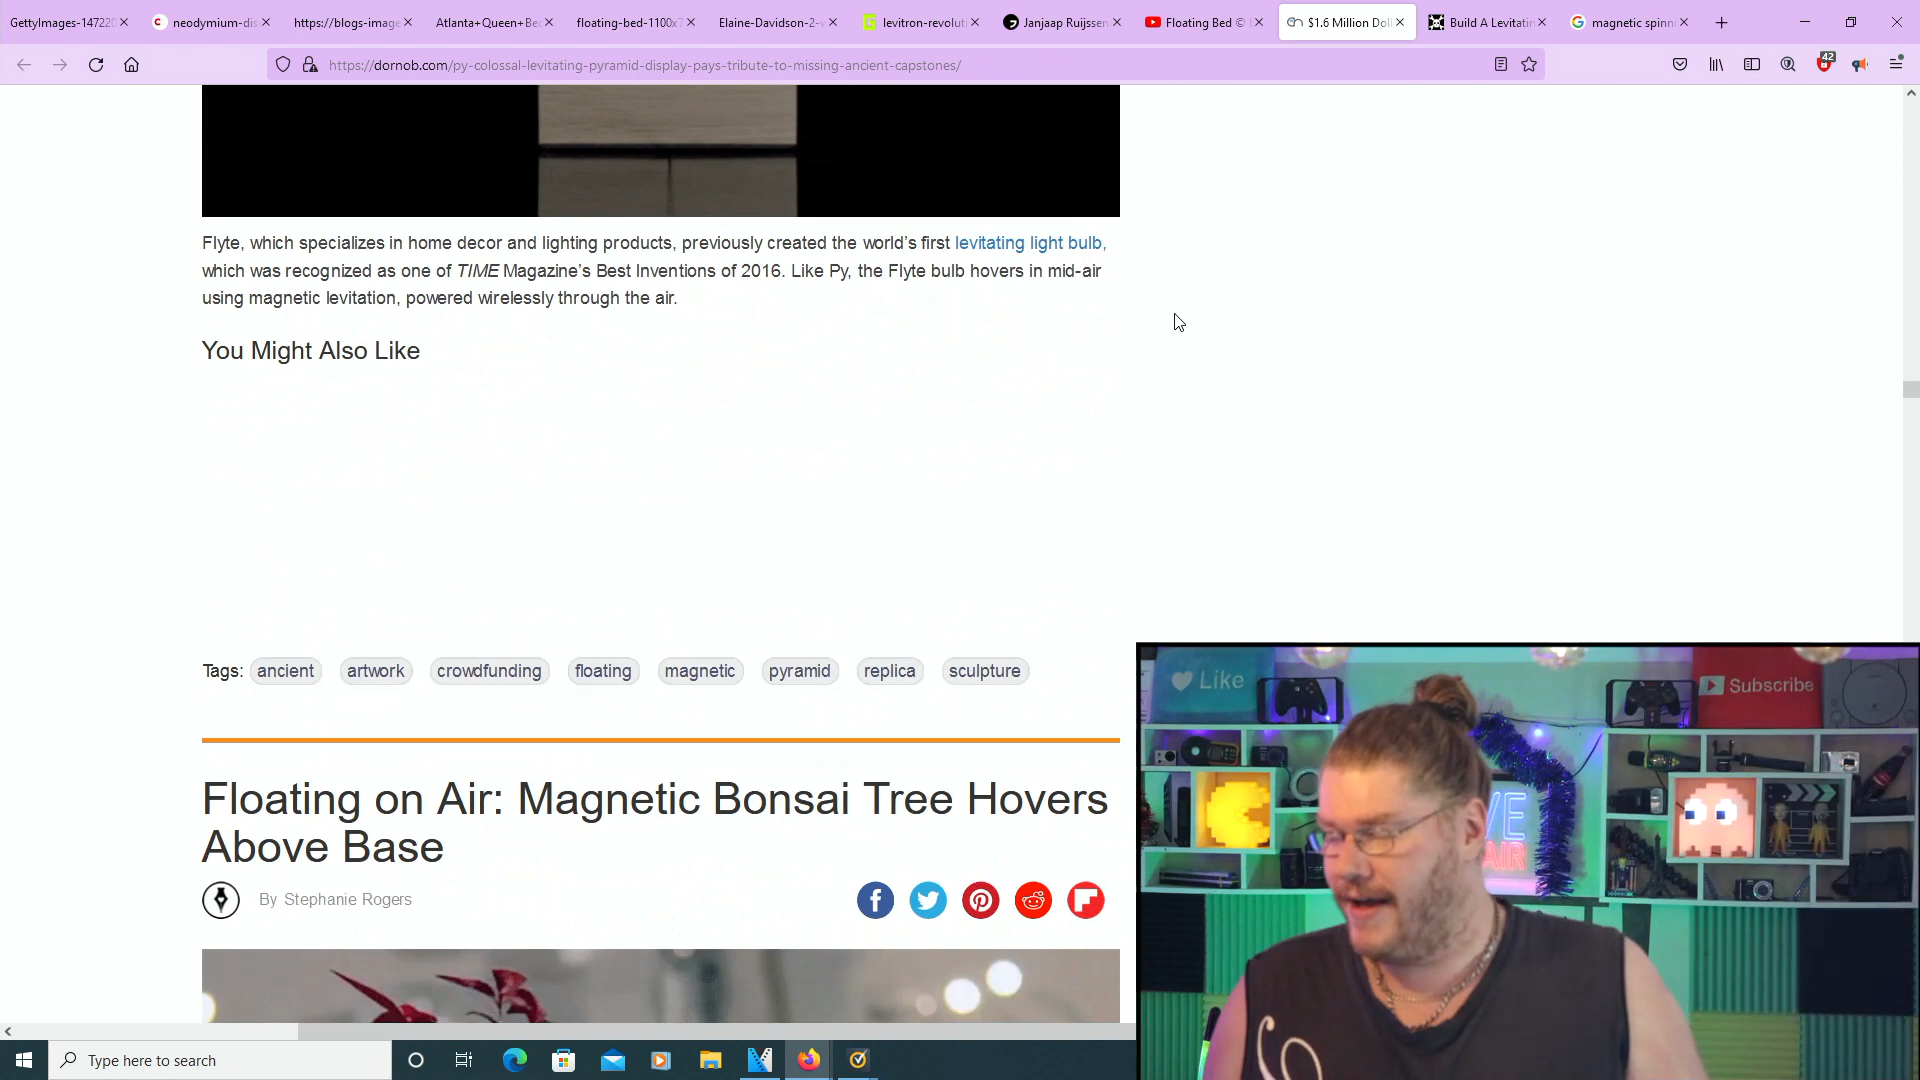 GettyImages-147220
neodymium-dis
https://blogs-image
Atlanta+Queen+Be
floating-bed-1100x7
Elaine-Davidson-2-w
levitron-revoluti
Janjaap Ruijssen
Floating Bed ©
$1.6 Million Doll
Build A Levitatin
magnetic spinni
https://dornob.com/py-colossal-levitating-pyramid-display-pays-tribute-to-missing-ancient-capstones/
42
Flyte, which specializes in home decor and lighting products, previously created the world's first levitating light bulb,
which was recognized as one of TIME Magazine's Best Inventions of 2016. Like Py, the Flyte bulb hovers in mid-air
using magnetic levitation, powered wirelessly through the air.
You Might Also Like
Tags: ancient artwork crowdfunding floating magnetic pyramid replica sculpture
Floating on Air: Magnetic Bonsai Tree Hovers
Above Base
By Stephanie Rogers
Like
Subscribe
Type here to search